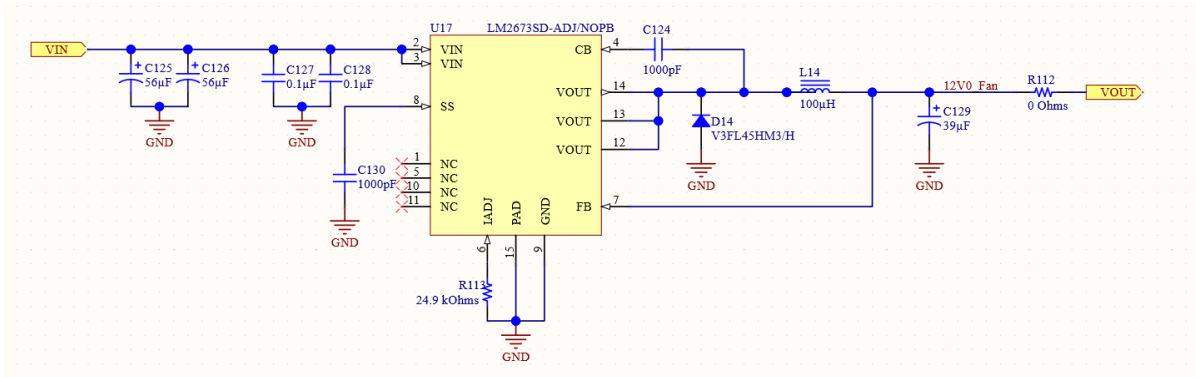 U17
LM2673SD-ADJ/NOPB
C124
1000pF
VIN
2
VIN
3
VIN
CB
4
C125
56µF
C126
56µF
C127
0.1µF
C128
0.1µF
GND
GND
8
SS
VOUT
14
VOUT
13
VOUT
12
D14
V3FL45HM3/H
GND
L14
100µH
12V0_Fan
R112
0 Ohms
VOUT
C129
39µF
GND
C130
1000pF
GND
1
NC
5
NC
10
NC
11
NC
FB
7
IADJ
PAD
GND
6
15
9
R113
24.9 kOhms
GND